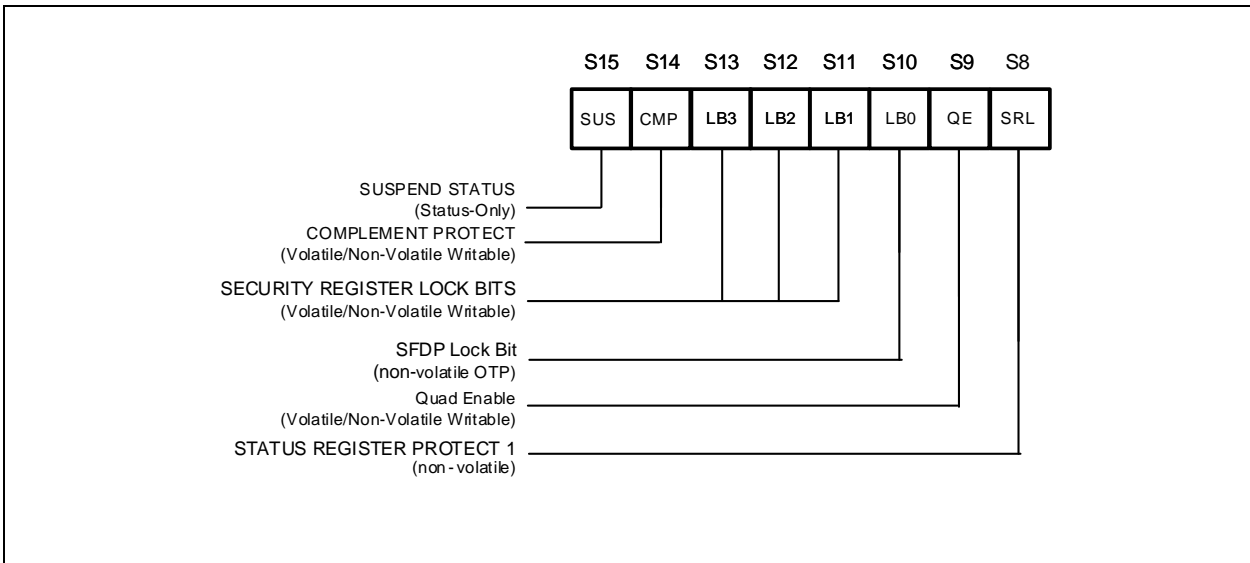 S15 S14 S13 S12 S11 S10 S9 S8
SUS CMP LB3 LB2 LB1 LB0 QE SRL
SUSPEND STATUS
(Status-Only)
COMPLEMENT PROTECT
(Volatile/Non-Volatile Writable)
SECURITY REGISTER LOCK BITS
(Volatile/Non-Volatile Writable)
SFDP Lock Bit
(non-volatile OTP)
Quad Enable
(Volatile/Non-Volatile Writable)
STATUS REGISTER PROTECT 1
(non-volatile)